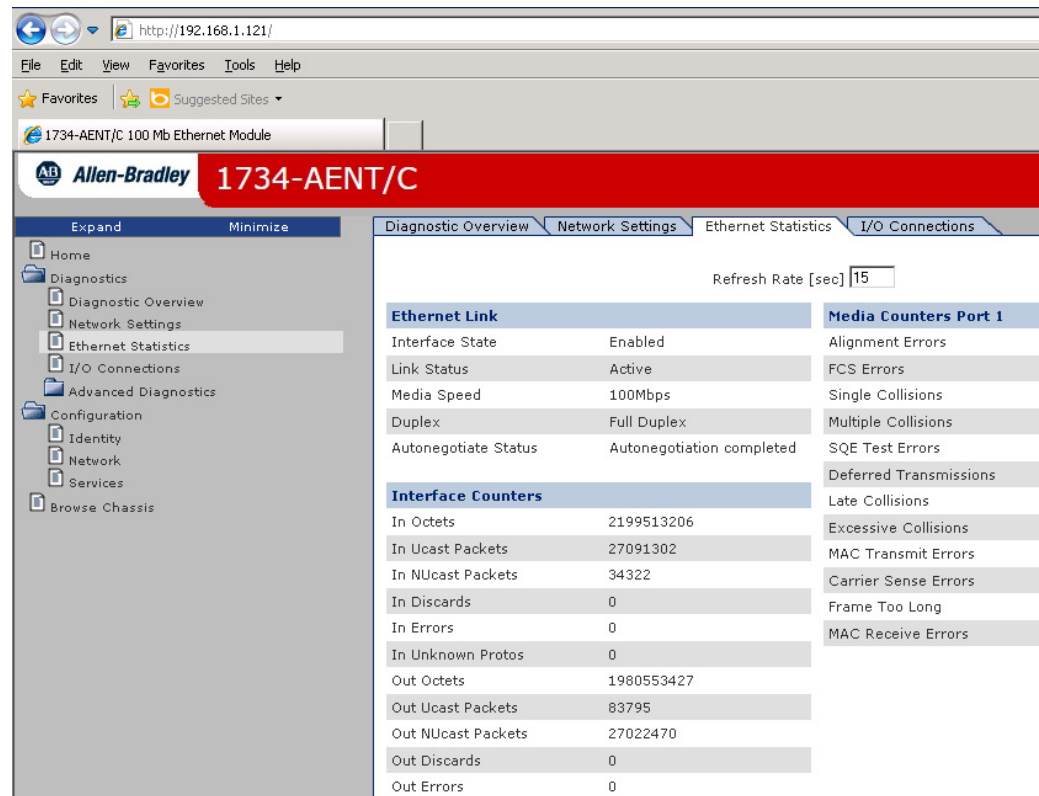 http://192.168.1.121/
File Edit View Favorites Tools Help
Favorites Suggested Sites
1734-AENT/C 100 Mb Ethernet Module
AB Allen-Bradley 1734-AENT/C
Expand Minimize
Home
Diagnostics
Diagnostic Overview
Network Settings
Ethernet Statistics
I/O Connections
Advanced Diagnostics
Configuration
Identity
Network
Services
Browse Chassis
Diagnostic Overview Network Settings Ethernet Statistics I/O Connections
Refresh Rate [sec] 15
Ethernet Link
Interface State Enabled
Link Status Active
Media Speed 100Mbps
Duplex Full Duplex
Autonegotiate Status Autonegotiation completed
Interface Counters
In Octets 2199513206
In Ucast Packets 27091302
In NUcast Packets 34322
In Discards 0
In Errors 0
In Unknown Protos 0
Out Octets 1980553427
Out Ucast Packets 83795
Out NUcast Packets 27022470
Out Discards 0
Out Errors 0
Media Counters Port 1
Alignment Errors
FCS Errors
Single Collisions
Multiple Collisions
SQE Test Errors
Deferred Transmissions
Late Collisions
Excessive Collisions
MAC Transmit Errors
Carrier Sense Errors
Frame Too Long
MAC Receive Errors